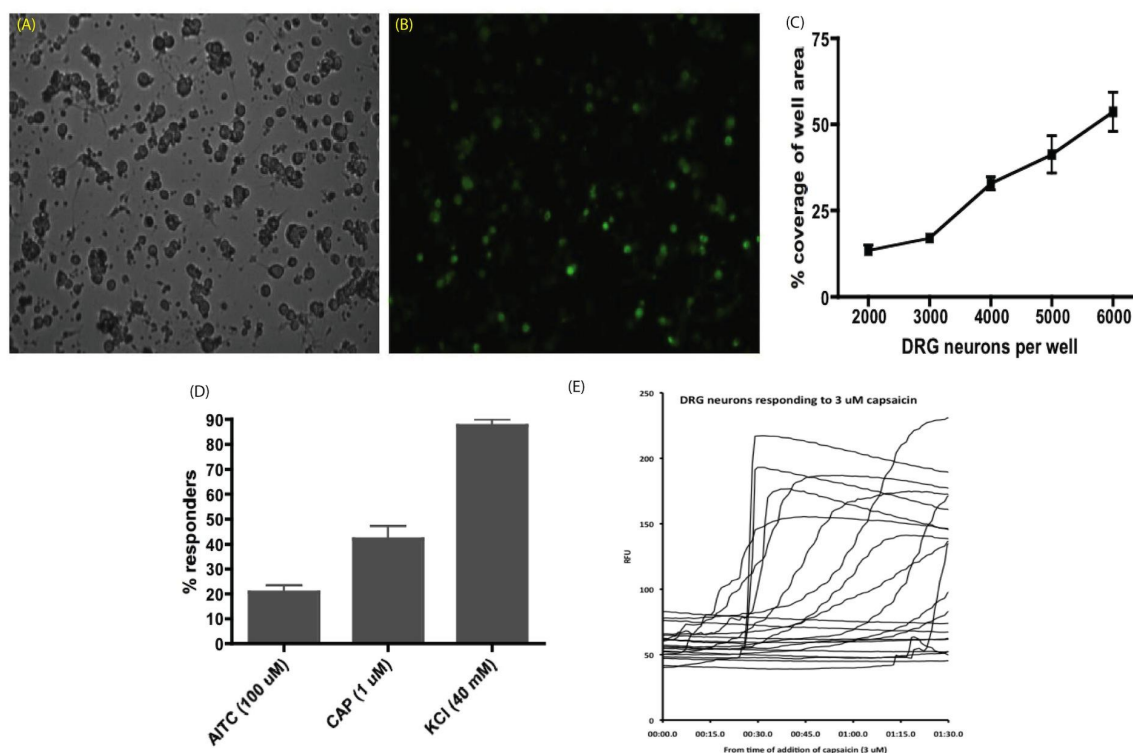 (A)
(B)
(C)
75
50
25
0
% coverage of well area
2000 3000 4000 5000 6000
DRG neurons per well
(D)
90
80
70
60
50
40
30
20
10
0
% responders
AITC (100 uM)
CAP (1 uM)
KCl (40 mM)
(E)
DRG neurons responding to 3 uM capsaicin
250
200
150
100
50
0
RFU
00:00.0 00:15.0 00:30.0 00:45.0 01:00.0 01:15.0 01:30.0
From time of addition of capsaicin (3 uM)